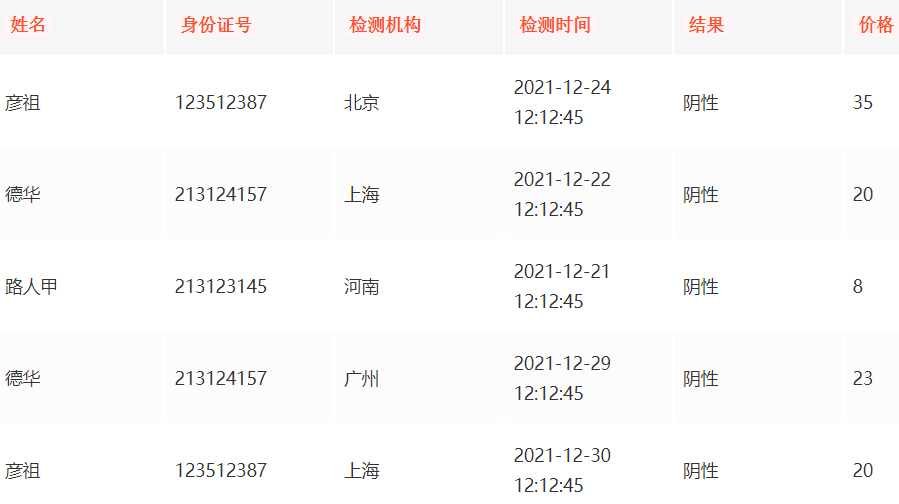 姓名 身份证号 检测机构 检测时间 结果 价格
彦祖 123512387 北京 2021-12-24 12:12:45 阴性 35
德华 213124157 上海 2021-12-22 12:12:45 阴性 20
路人甲 213123145 河南 2021-12-21 12:12:45 阴性 8
德华 213124157 广州 2021-12-29 12:12:45 阴性 23
彦祖 123512387 上海 2021-12-30 12:12:45 阴性 20